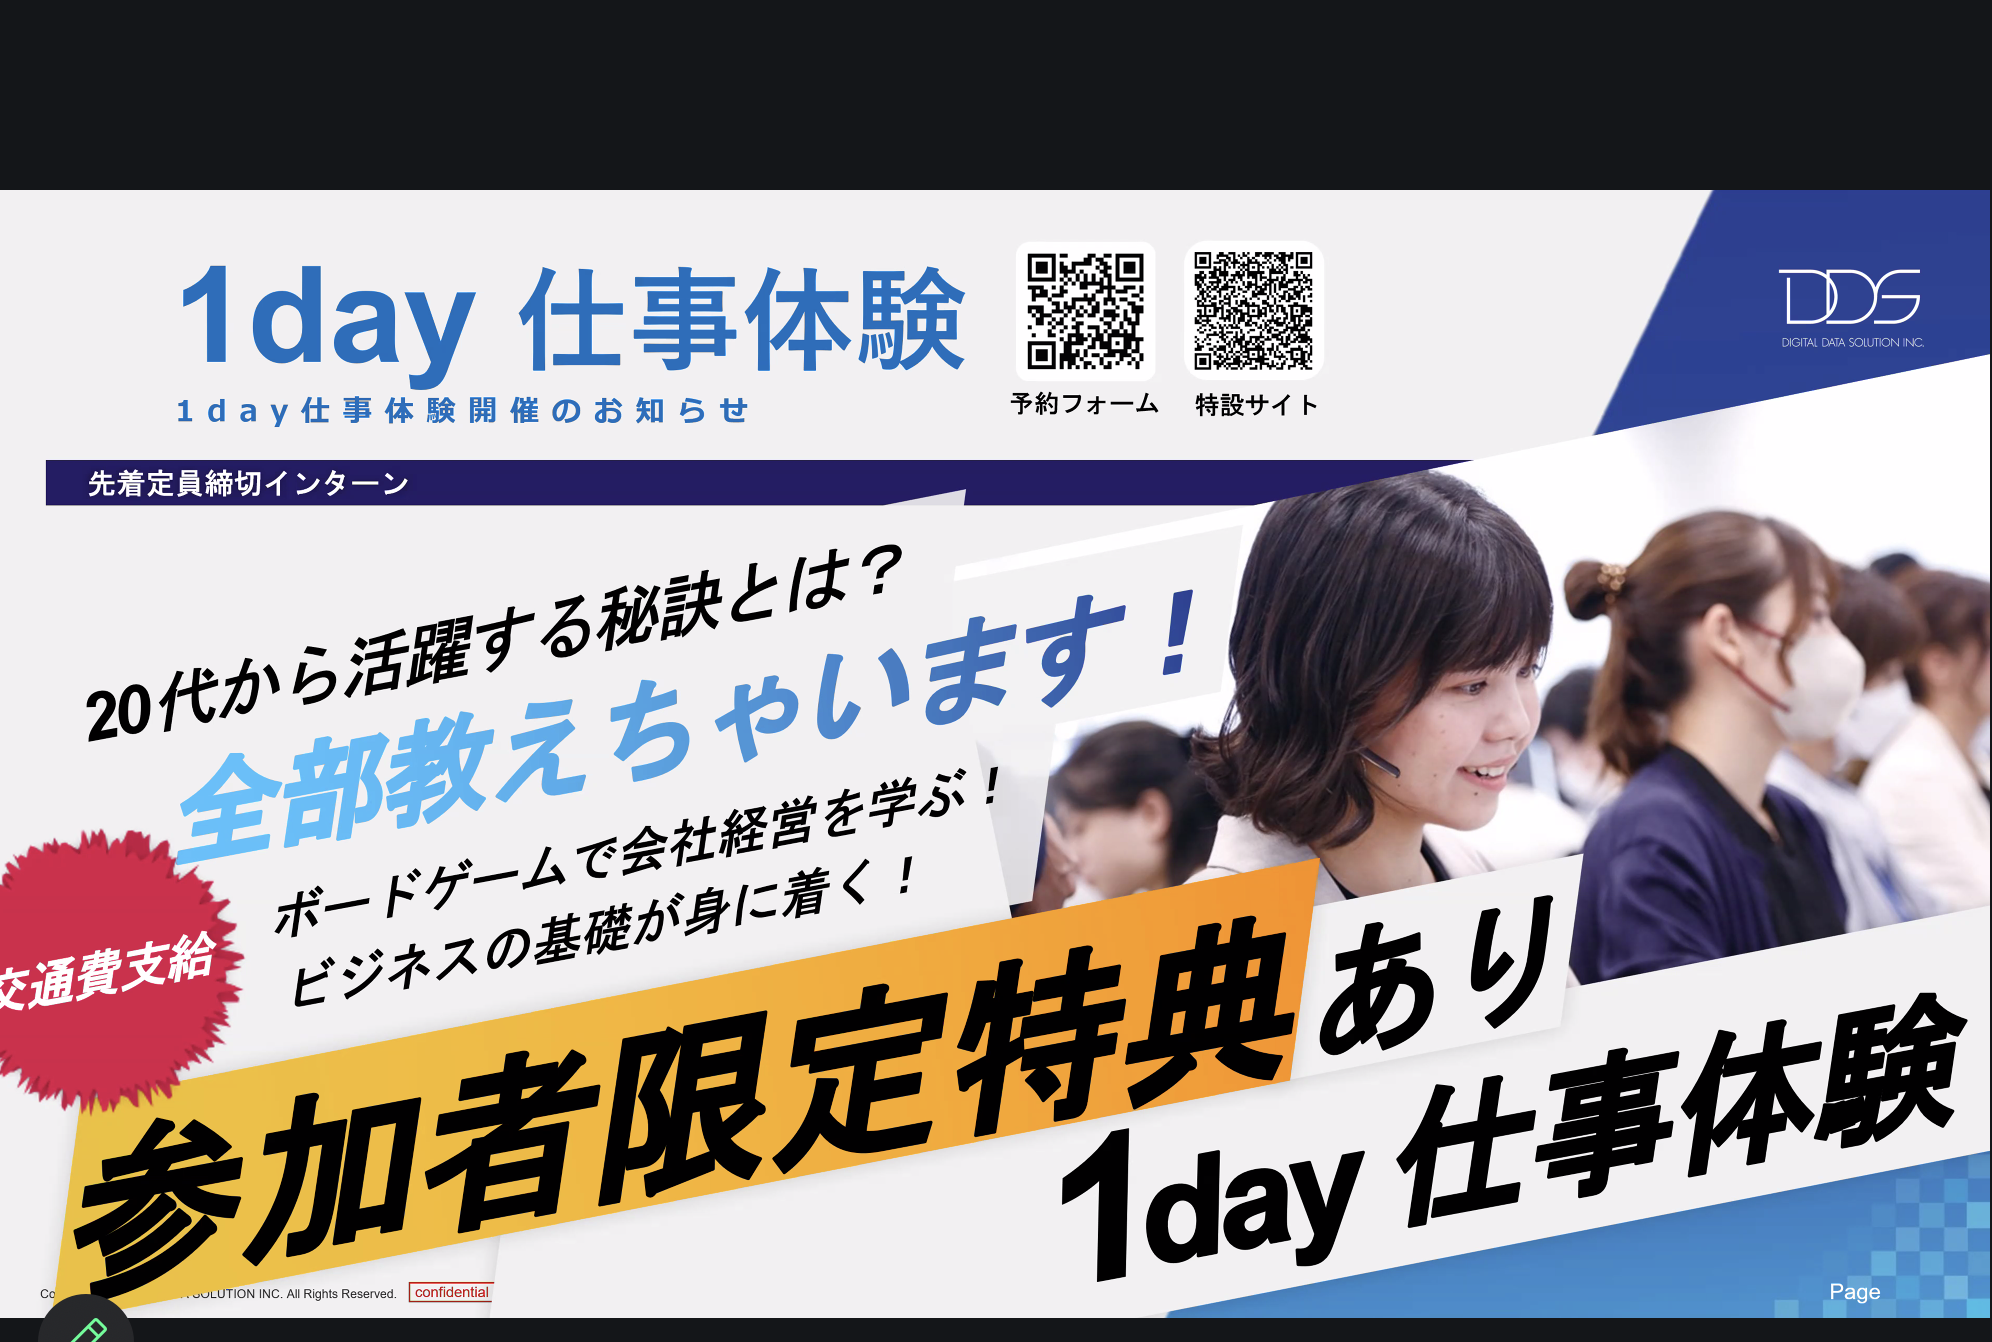 1day 仕事体験
1day仕事体験開催のお知らせ
予約フォーム
特設サイト
DDS
DIGITAL DATA SOLUTION INC.
先着定員締切インターン
20代から活躍する秘訣とは？
全部教えちゃいます！
ボードゲームで会社経営を学ぶ！
ビジネスの基礎が身に着く！
交通費支給
参加者限定特典あり
1day 仕事体験
SOLUTION INC. All Rights Reserved.
confidential
Page